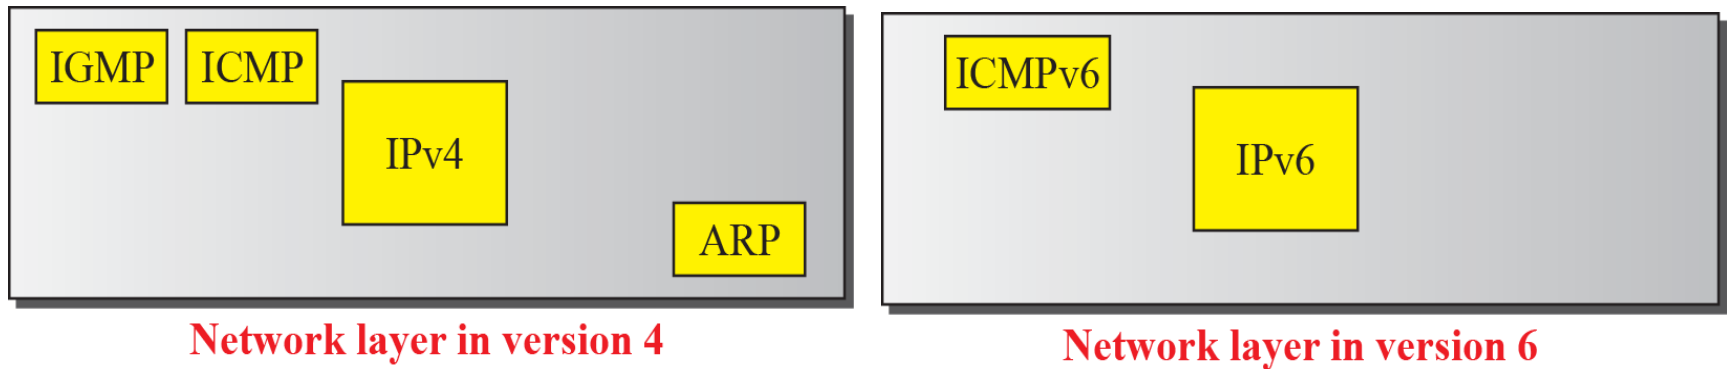 IGMP
ICMP
IPv4
ARP
Network layer in version 4
ICMPv6
IPv6
Network layer in version 6